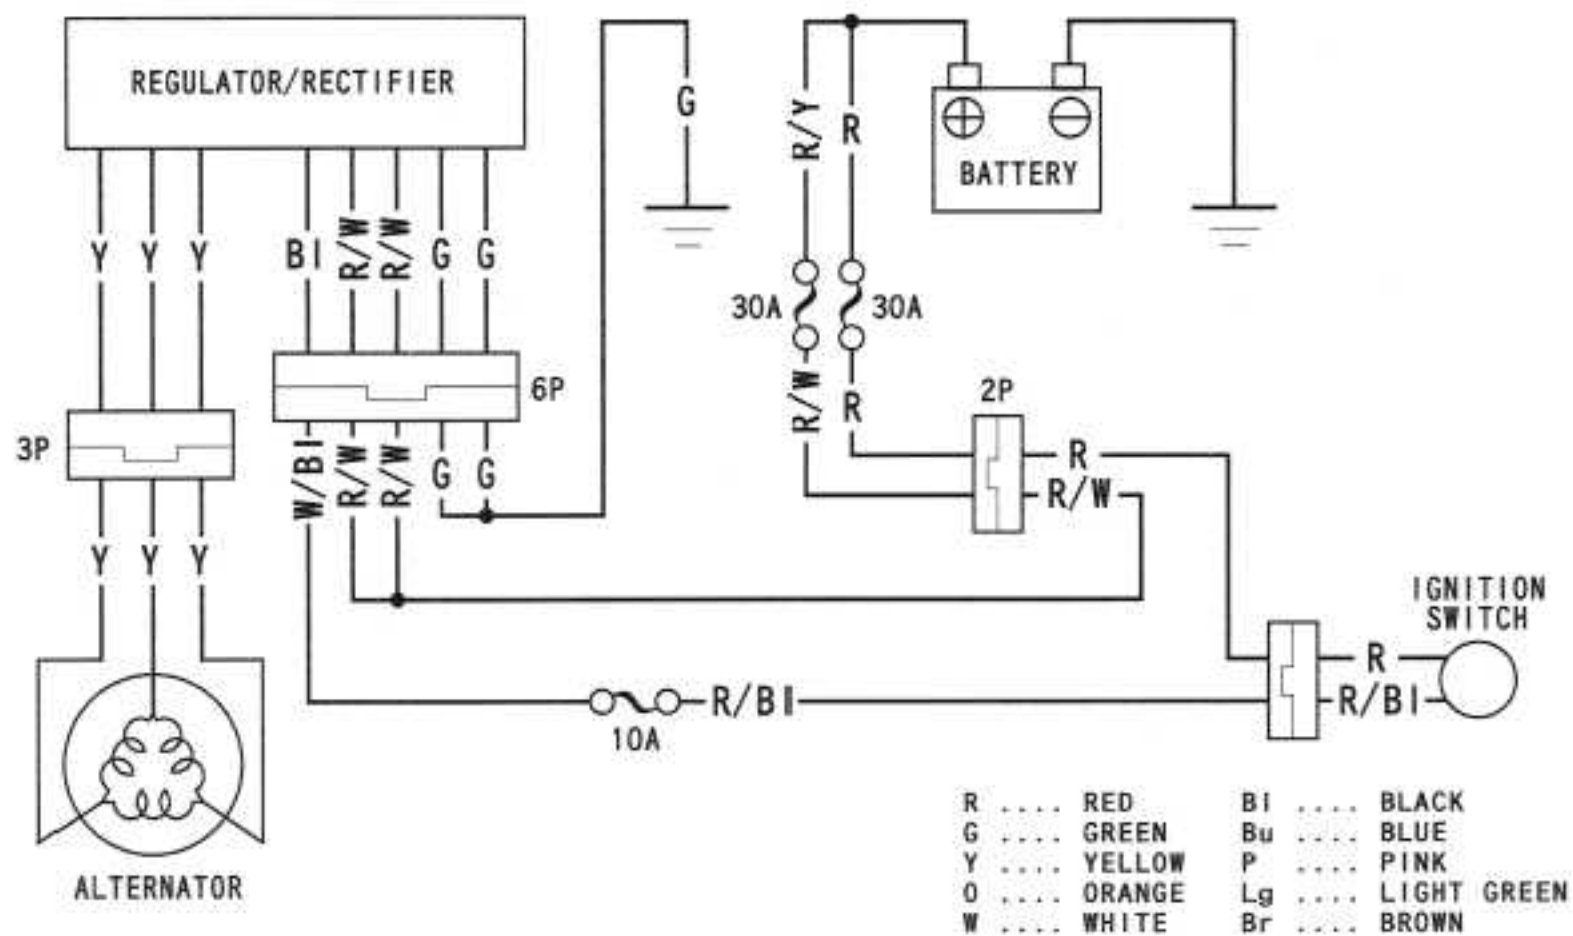 REGULATOR/RECTIFIER
BATTERY
G
R/Y
R
Y
Y
Y
Bl
R/W
R/W
G
G
30A
30A
3P
6P
R/W
R
2P
W/Bl
R/W
R/W
G
G
R
R/W
Y
Y
Y
IGNITION
SWITCH
R
R/Bl
10A
R/Bl
ALTERNATOR
R .... RED
G .... GREEN
Y .... YELLOW
O .... ORANGE
W .... WHITE
Bl .... BLACK
Bu .... BLUE
P .... PINK
Lg .... LIGHT GREEN
Br .... BROWN